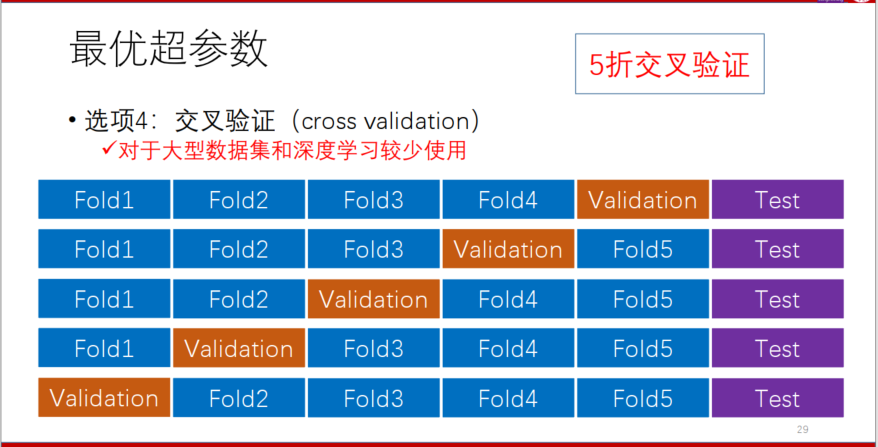 最优超参数
5折交叉验证
• 选项4：交叉验证（cross validation）
✓对于大型数据集和深度学习较少使用
Fold1 Fold2 Fold3 Fold4 Validation Test
Fold1 Fold2 Fold3 Validation Fold5 Test
Fold1 Fold2 Validation Fold4 Fold5 Test
Fold1 Validation Fold3 Fold4 Fold5 Test
Validation Fold2 Fold3 Fold4 Fold5 Test
29